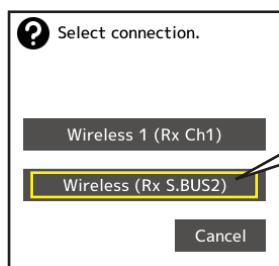 Select connection.
Wireless 1 (Rx Ch1)
Wireless (Rx S.BUS2)
Cancel